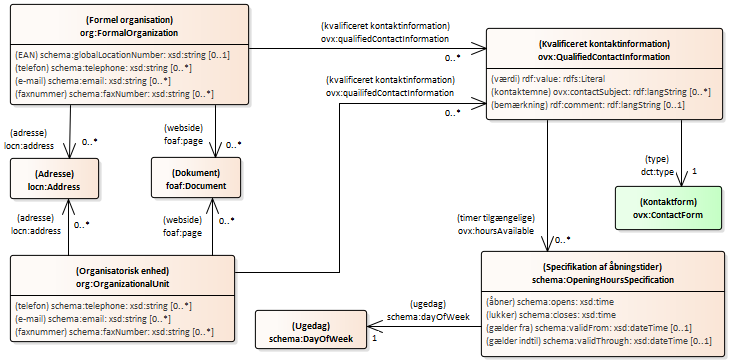 (Formel organisation)
org:FormalOrganization
(EAN) schema:globalLocationNumber: xsd:string [0..1]
(telefon) schema:telephone: xsd:string [0..*]
(e-mail) schema:email: xsd:string [0..*]
(faxnummer) schema:faxNumber: xsd:string [0..*]
(kvalificeret kontaktinformation)
ovx:qualifiedContactInformation
0..*
(kvalificeret kontaktinformation)
ovx:quailifedContactInformation
0..*
(Kvalificeret kontaktinformation)
ovx:QualifiedContactInformation
(værdi) rdf:value: rdfs:Literal
(kontaktemne) ovx:contactSubject: rdf:langString [0..*]
(bemærkning) rdf:comment: rdf:langString [0..1]
(adresse)
locn:address
0..*
(webside)
foaf:page
0..*
(Adresse)
locn:Address
(Dokument)
foaf:Document
(type)
dct:type
1
(Kontaktform)
ovx:ContactForm
(adresse)
locn:address
0..*
(webside)
foaf:page
0..*
(timer tilgængelige)
ovx:hoursAvailable
0..*
(Organisatorisk enhed)
org:OrganizationalUnit
(telefon) schema:telephone: xsd:string [0..*]
(e-mail) schema:email: xsd:string [0..*]
(faxnummer) schema:faxNumber: xsd:string [0..*]
(Specifikation af åbningstider)
schema:OpeningHoursSpecification
(åbner) schema:opens: xsd:time
(lukker) schema:closes: xsd:time
(gælder fra) schema:validFrom: xsd:dateTime [0..1]
(gælder indtil) schema:validThrough: xsd:dateTime [0..1]
(ugedag)
schema:dayOfWeek
1
(Ugedag)
schema:DayOfWeek